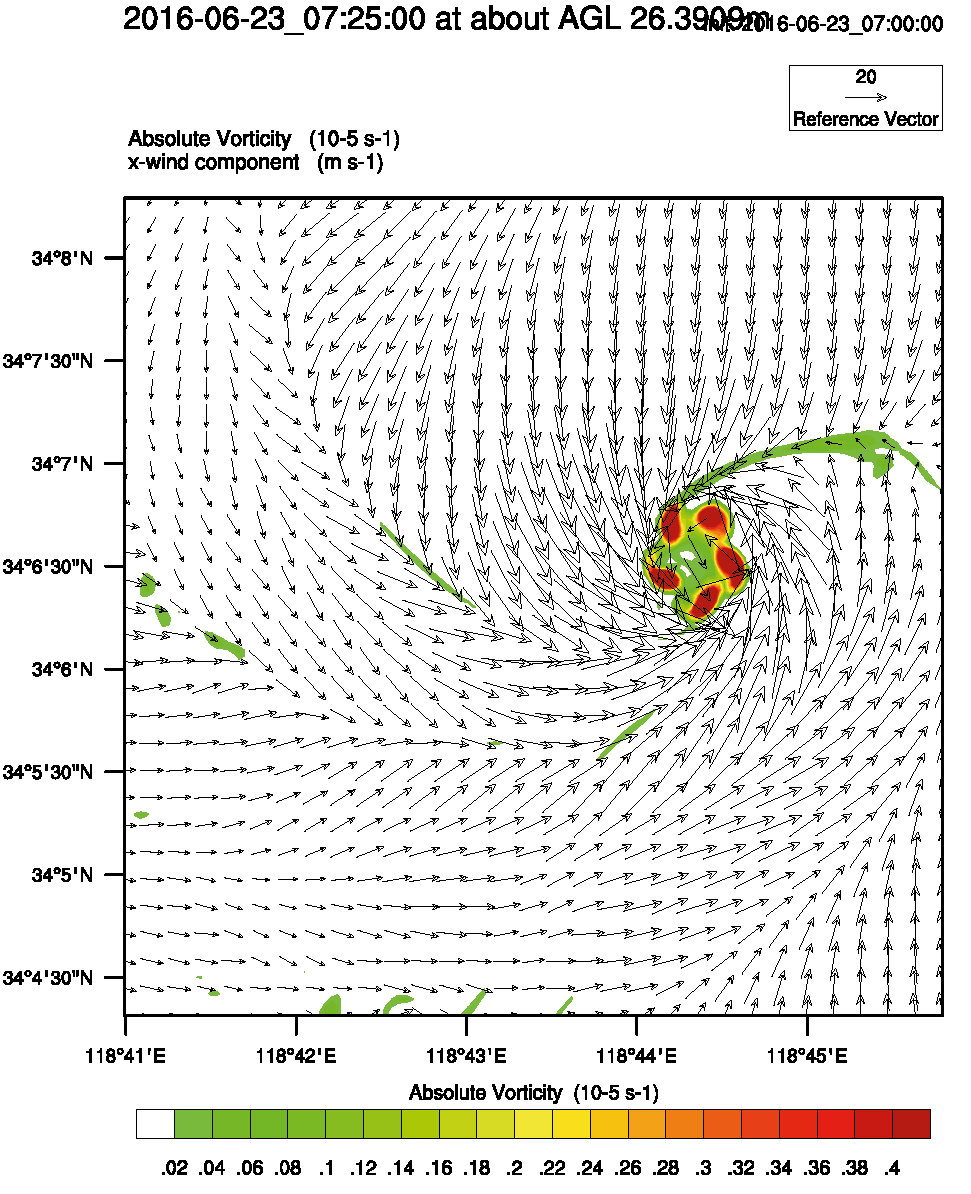 2016-06-23_07:25:00 at about AGL 26.3909m
Init: 2016-06-23_07:00:00
20
Reference Vector
Absolute Vorticity (10-5 s-1)
x-wind component (m s-1)
34°8'N
34°7'30"N
34°7'N
34°6'30"N
34°6'N
34°5'30"N
34°5'N
34°4'30"N
118°41'E 118°42'E 118°43'E 118°44'E 118°45'E
Absolute Vorticity (10-5 s-1)
.02 .04 .06 .08 .1 .12 .14 .16 .18 .2 .22 .24 .26 .28 .3 .32 .34 .36 .38 .4